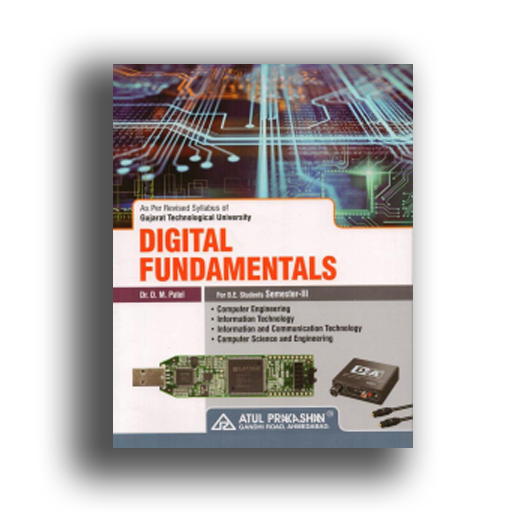 As Per Revised Syllabus of
Gujarat Technological University
DIGITAL
FUNDAMENTALS
Dr. D. M. Patel
For B.E. Students Semester-III
• Computer Engineering
• Information Technology
• Information and Communication Technology
• Computer Science and Engineering
ATUL PRAKASHAN
GANDHI ROAD, AHMEDABAD.